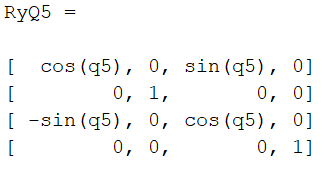 RyQ5 =
[  cos(q5), 0, sin(q5), 0]
[        0, 1,       0, 0]
[ -sin(q5), 0, cos(q5), 0]
[        0, 0,       0, 1]